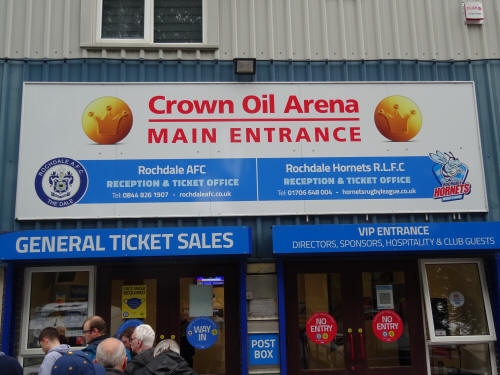 Crown Oil Arena
MAIN ENTRANCE
ROCHDALE A.F.C.
THE DALE
Rochdale AFC
RECEPTION & TICKET OFFICE
Tel: 0844 826 1907 - rochdaleafc.co.uk
Rochdale Hornets R.L.F.C
RECEPTION & TICKET OFFICE
Tel: 01706 648 004 - hornetsrugbyleague.co.uk
HORNETS
GENERAL TICKET SALES
VIP ENTRANCE
DIRECTORS, SPONSORS, HOSPITALITY & CLUB GUESTS
WAY
IN
POST
BOX
NO
ENTRY
NO
ENTRY